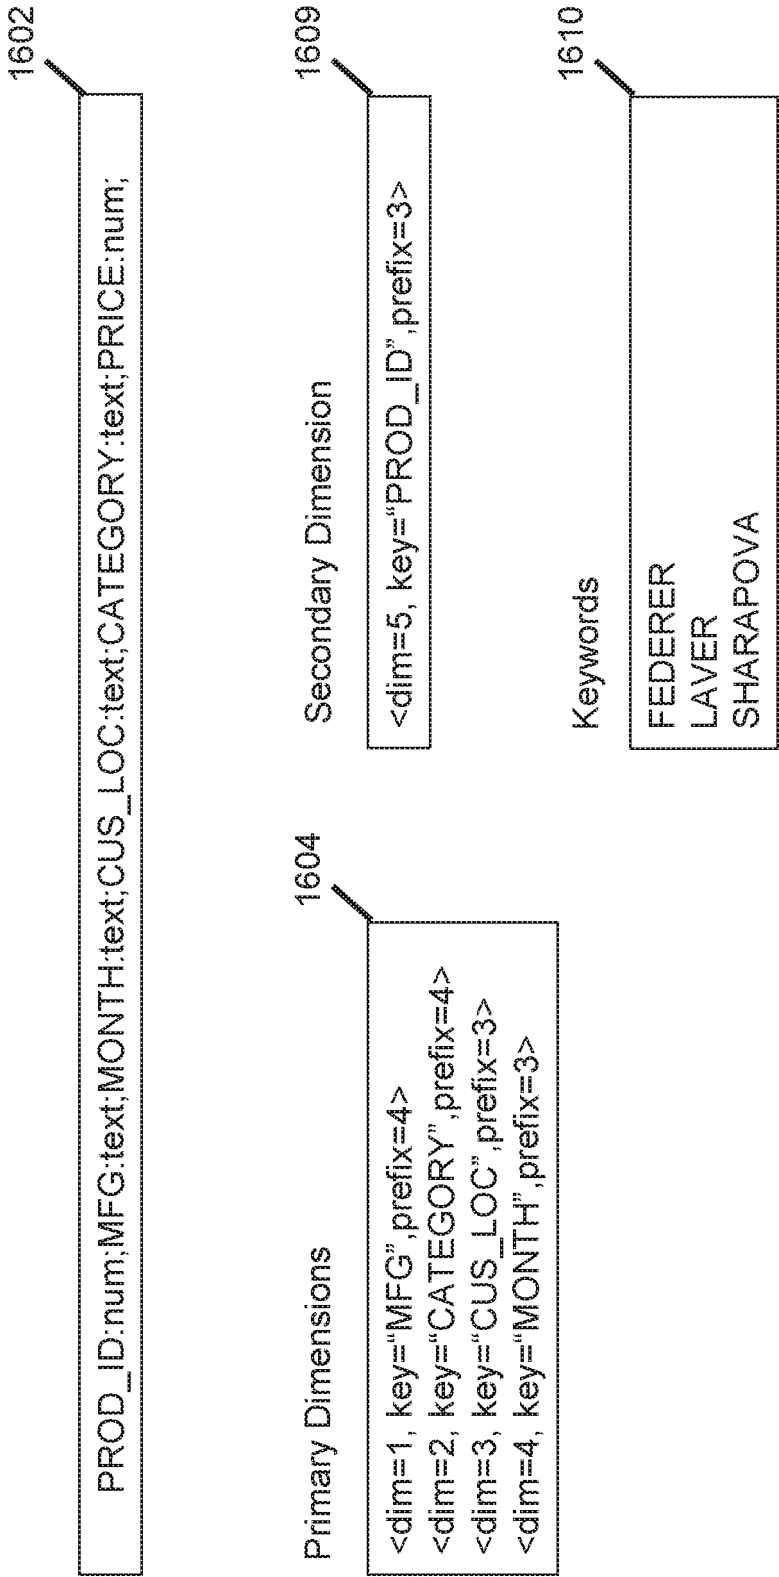 1602
PROD_ID:num;MFG:text;MONTH:text;CUS_LOC:text;CATEGORY:text;PRICE:num;
Primary Dimensions
1604
<dim=1, key="MFG",prefix=4>
<dim=2, key="CATEGORY",prefix=4>
<dim=3, key="CUS_LOC",prefix=3>
<dim=4, key="MONTH",prefix=3>
Secondary Dimension
1609
<dim=5, key="PROD_ID",prefix=3>
Keywords
1610
FEDERER
LAVER
SHARAPOVA